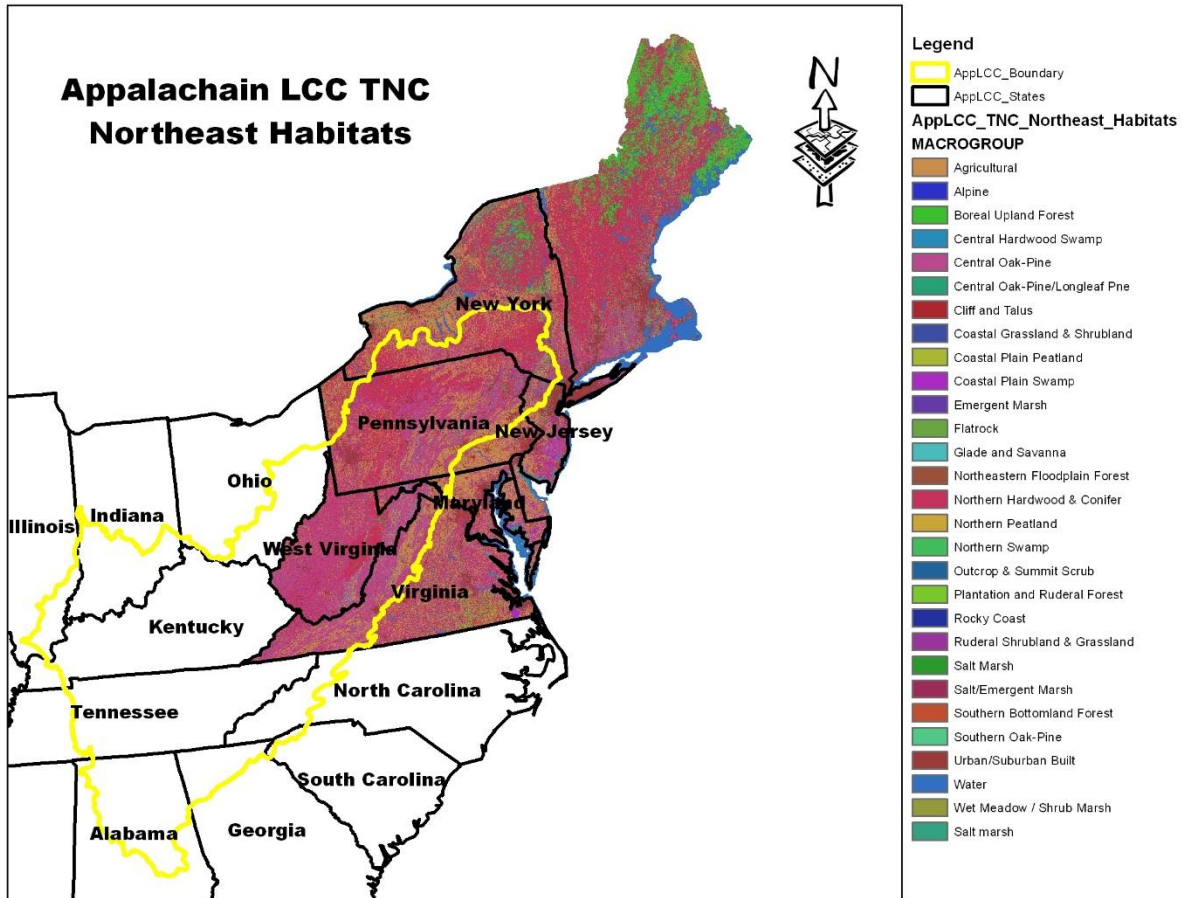 Appalachain LCC TNC
Northeast Habitats
N
New York
Pennsylvania
New Jersey
Ohio
Maryland
Illinois
Indiana
West Virginia
Virginia
Kentucky
North Carolina
Tennessee
South Carolina
Alabama
Georgia
Legend
AppLCC_Boundary
AppLCC_States
AppLCC_TNC_Northeast_Habitats
MACROGROUP
Agricultural
Alpine
Boreal Upland Forest
Central Hardwood Swamp
Central Oak-Pine
Central Oak-Pine/Longleaf Pne
Cliff and Talus
Coastal Grassland & Shrubland
Coastal Plain Peatland
Coastal Plain Swamp
Emergent Marsh
Flatrock
Glade and Savanna
Northeastern Floodplain Forest
Northern Hardwood & Conifer
Northern Peatland
Northern Swamp
Outcrop & Summit Scrub
Plantation and Ruderal Forest
Rocky Coast
Ruderal Shrubland & Grassland
Salt Marsh
Salt/Emergent Marsh
Southern Bottomland Forest
Southern Oak-Pine
Urban/Suburban Built
Water
Wet Meadow / Shrub Marsh
Salt marsh